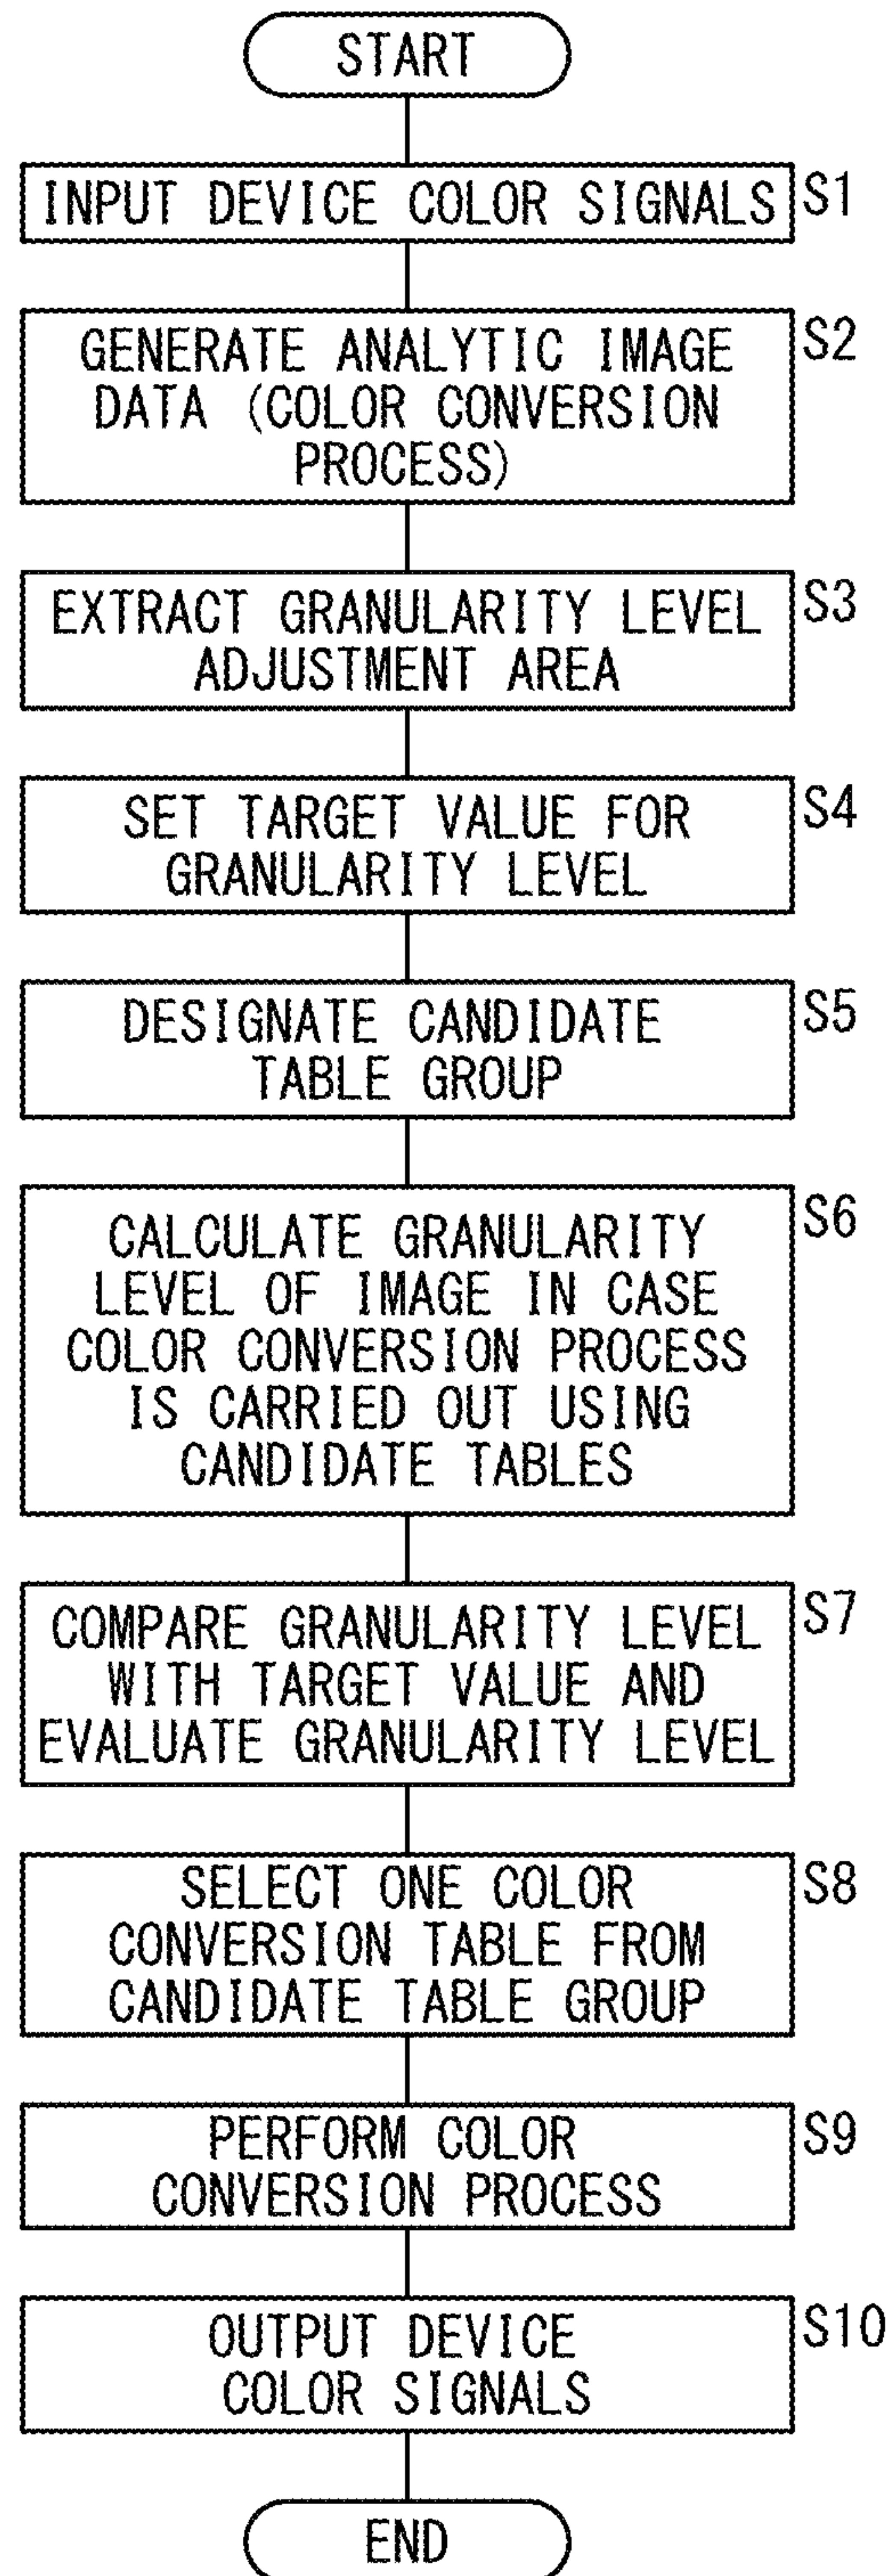 START
INPUT DEVICE COLOR SIGNALS
S1
GENERATE ANALYTIC IMAGE
DATA (COLOR CONVERSION
PROCESS)
S2
EXTRACT GRANULARITY LEVEL
ADJUSTMENT AREA
S3
SET TARGET VALUE FOR
GRANULARITY LEVEL
S4
DESIGNATE CANDIDATE
TABLE GROUP
S5
CALCULATE GRANULARITY
LEVEL OF IMAGE IN CASE
COLOR CONVERSION PROCESS
IS CARRIED OUT USING
CANDIDATE TABLES
S6
COMPARE GRANULARITY LEVEL
WITH TARGET VALUE AND
EVALUATE GRANULARITY LEVEL
S7
SELECT ONE COLOR
CONVERSION TABLE FROM
CANDIDATE TABLE GROUP
S8
PERFORM COLOR
CONVERSION PROCESS
S9
OUTPUT DEVICE
COLOR SIGNALS
S10
END